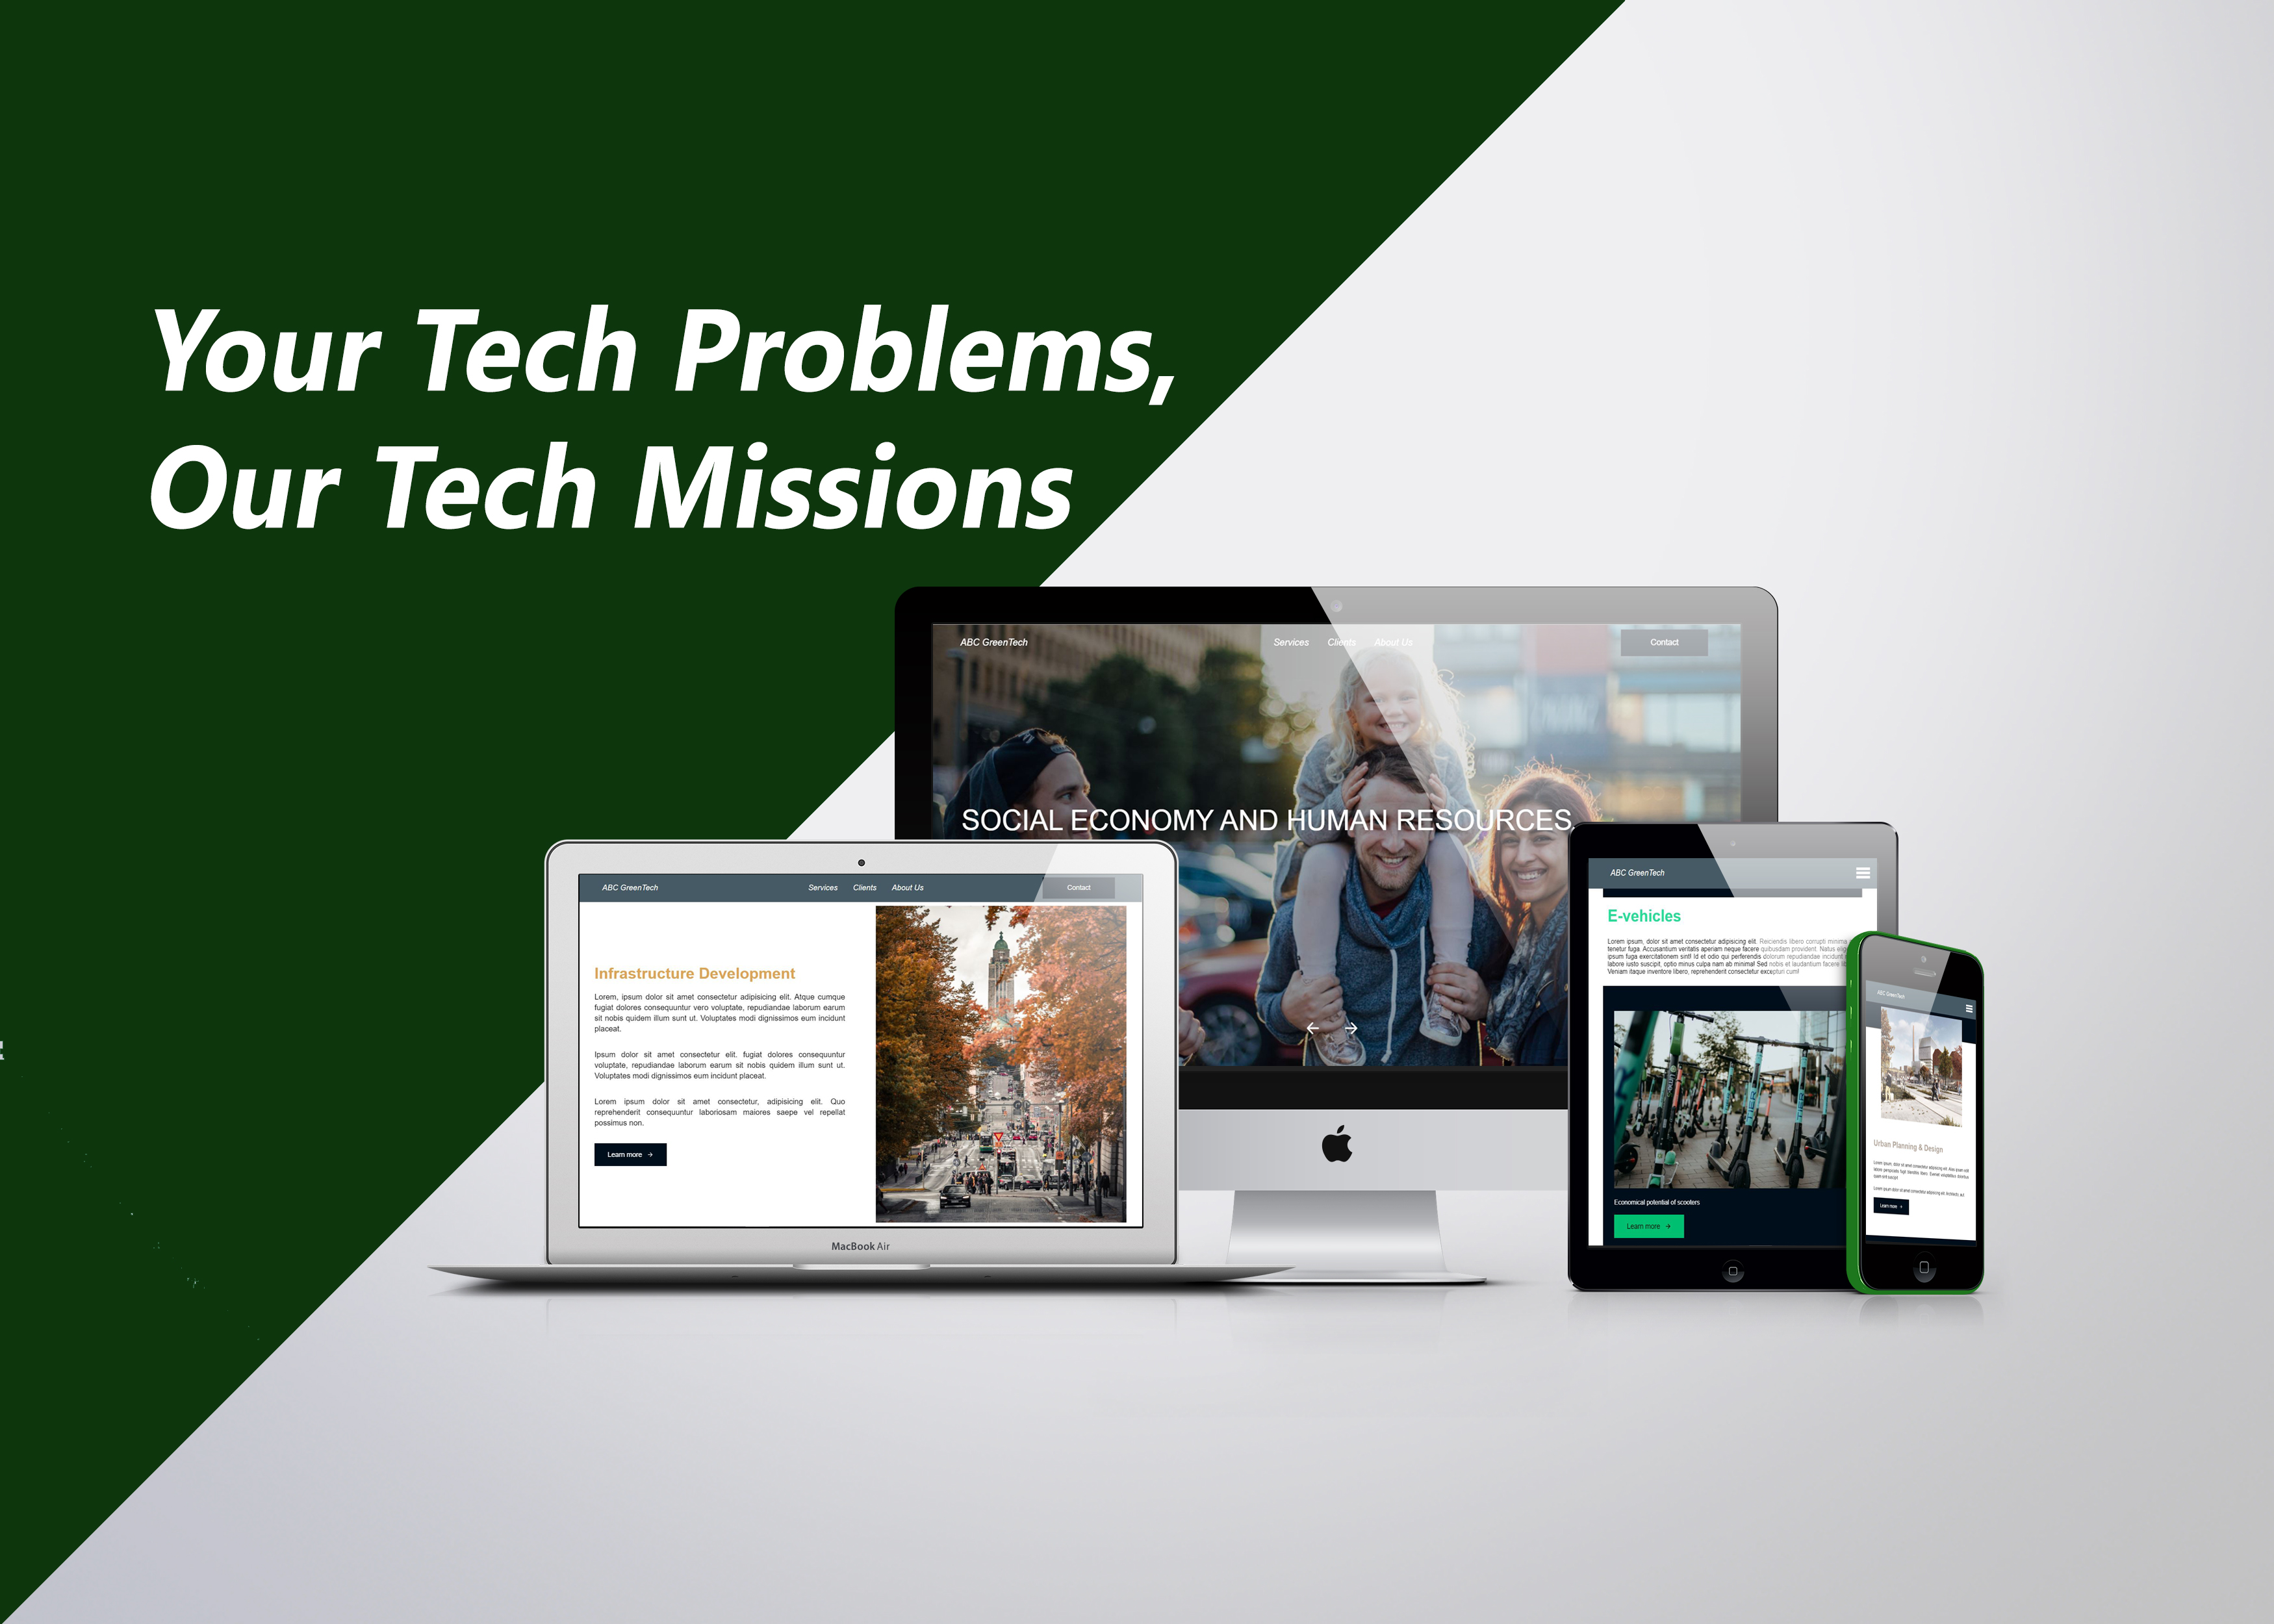 Your Tech Problems,
Our Tech Missions
ABC GreenTech
Services Clients About Us
Contact
SOCIAL ECONOMY AND HUMAN RESOURCES
ABC GreenTech
Services Clients About Us
Contact
Infrastructure Development
Lorem, ipsum dolor sit amet consectetur adipisicing elit. Atque cumque
fugiat dolores consequuntur vero voluptate, repudiandae laborum earum
sit nobis quidem illum sunt ut. Voluptates modi dignissimos eum incidunt
placeat.
Ipsum dolor sit amet consectetur elit. fugiat dolores consequuntur
voluptate, repudiandae laborum earum sit nobis quidem illum sunt ut.
Voluptates modi dignissimos eum incidunt placeat.
Lorem ipsum dolor sit amet consectetur, adipisicing elit. Quo
reprehenderit consequuntur laboriosam maiores saepe vel repellat
possimus non.
Learn more →
MacBook Air
ABC GreenTech
E-vehicles
Lorem ipsum, dolor sit amet consectetur adipisicing elit. Reiciendis libero corrupti minima
tenetur fuga. Accusantium veritatis aperiam neque facere quibusdam provident. Natus
ipsum fuga exercitationem sint! Id et odio qui perferendis dolorum repudiandae incidunt
labore iusto suscipit, optio minus culpa nam ab minima! Sed nobis et laudantium facere
Veniam itaque inventore libero, reprehenderit consectetur excepturi cum!
TIER
Economical potential of scooters
Learn more →
ABC GreenTech
Urban Planning & Design
Learn more